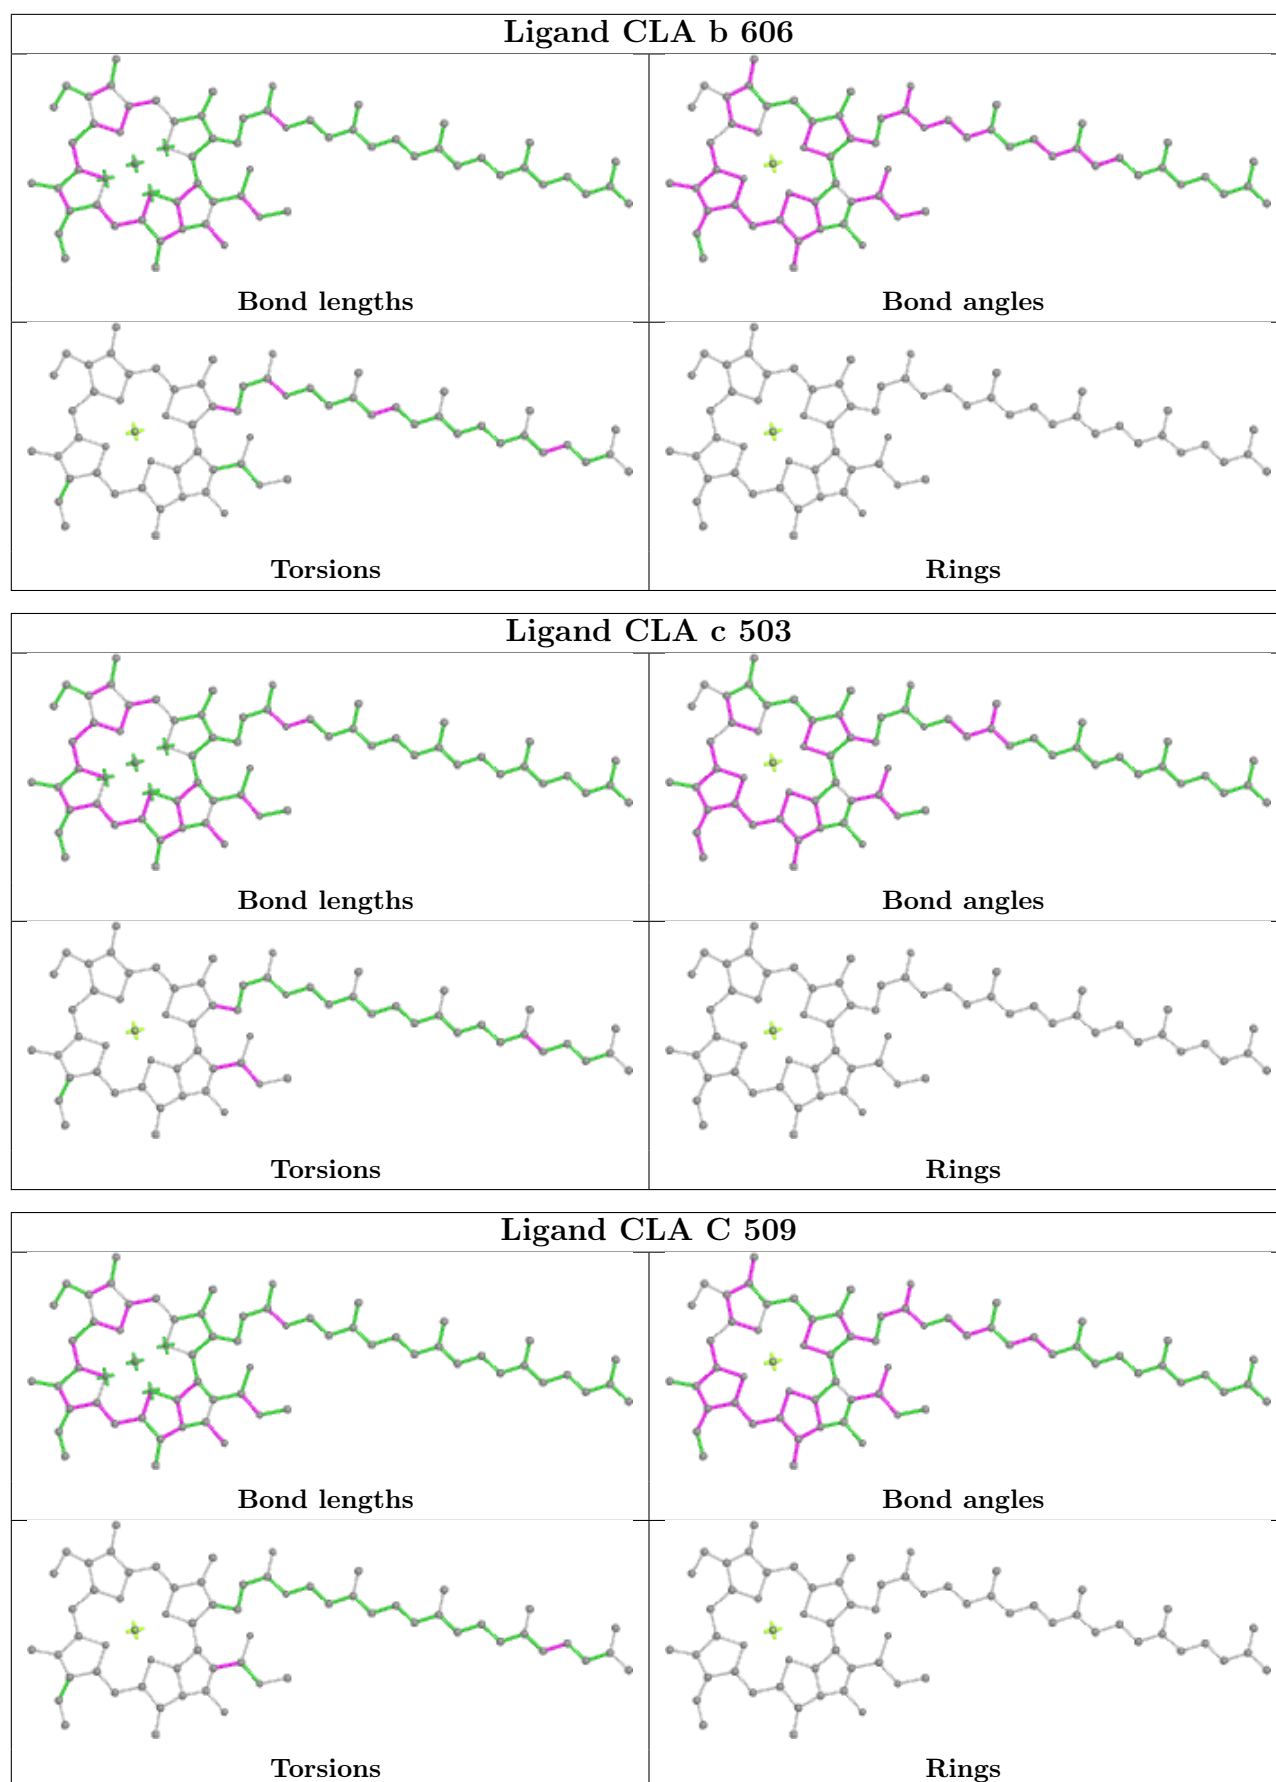 Ligand CLA b 606
Bond lengths
Bond angles
Torsions
Rings
Ligand CLA c 503
Bond lengths
Bond angles
Torsions
Rings
Ligand CLA C 509
Bond lengths
Bond angles
Torsions
Rings